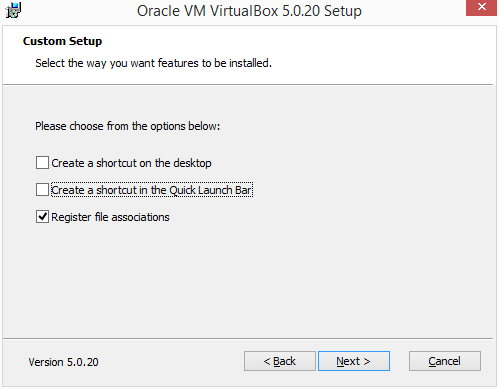 Oracle VM VirtualBox 5.0.20 Setup
Custom Setup
Select the way you want features to be installed.
Please choose from the options below:
Create a shortcut on the desktop
Create a shortcut in the Quick Launch Bar
Register file associations
Version 5.0.20
< Back
Next >
Cancel